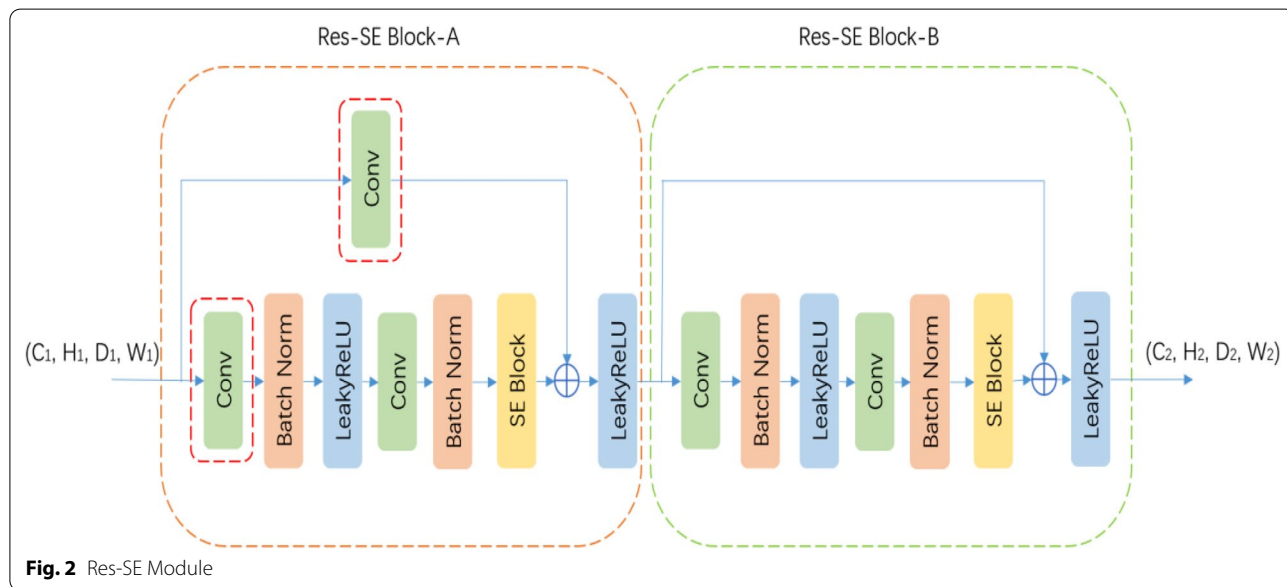 Res-SE Block-A
Res-SE Block-B
Conv
(C₁, H₁, D₁, W₁)
Conv
Batch Norm
LeakyReLU
Conv
Batch Norm
SE Block
LeakyReLU
Conv
Batch Norm
LeakyReLU
Conv
Batch Norm
SE Block
LeakyReLU
(C₂, H₂, D₂, W₂)
Fig. 2 Res-SE Module